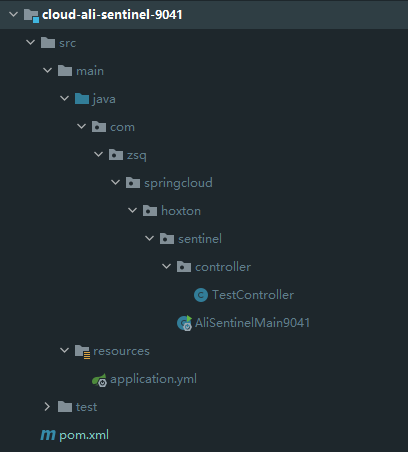 cloud-ali-sentinel-9041
src
main
java
com
zsq
springcloud
hoxton
sentinel
controller
TestController
AliSentinelMain9041
resources
application.yml
test
pom.xml